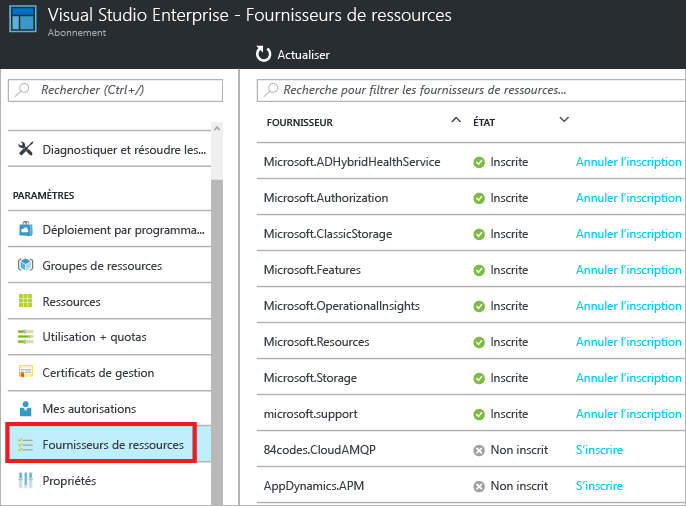 Visual Studio Enterprise - Fournisseurs de ressources
Abonnement
Actualiser
Rechercher (Ctrl+/)
Diagnostiquer et résoudre les...
PARAMÈTRES
Déploiement par programma...
Groupes de ressources
Ressources
Utilisation + quotas
Certificats de gestion
Mes autorisations
Fournisseurs de ressources
Propriétés
Recherche pour filtrer les fournisseurs de ressources...
FOURNISSEUR ÉTAT
Microsoft.ADHybridHealthService Inscrite Annuler l'inscription
Microsoft.Authorization Inscrite Annuler l'inscription
Microsoft.ClassicStorage Inscrite Annuler l'inscription
Microsoft.Features Inscrite Annuler l'inscription
Microsoft.OperationalInsights Inscrite Annuler l'inscription
Microsoft.Resources Inscrite Annuler l'inscription
Microsoft.Storage Inscrite Annuler l'inscription
microsoft.support Inscrite Annuler l'inscription
84codes.CloudAMQP Non inscrit S'inscrire
AppDynamics.APM Non inscrit S'inscrire